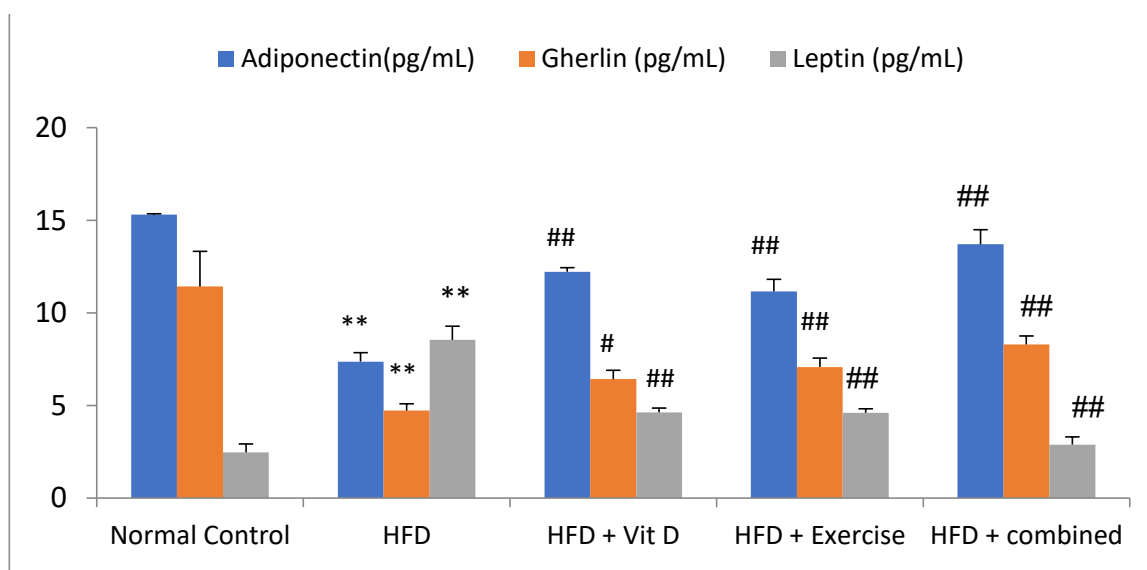 Adiponectin(pg/mL) Gherlin (pg/mL) Leptin (pg/mL)
20
15
10
5
0
** ** **
## # ##
## ## ##
## ## ##
Normal Control HFD HFD + Vit D HFD + Exercise HFD + combined